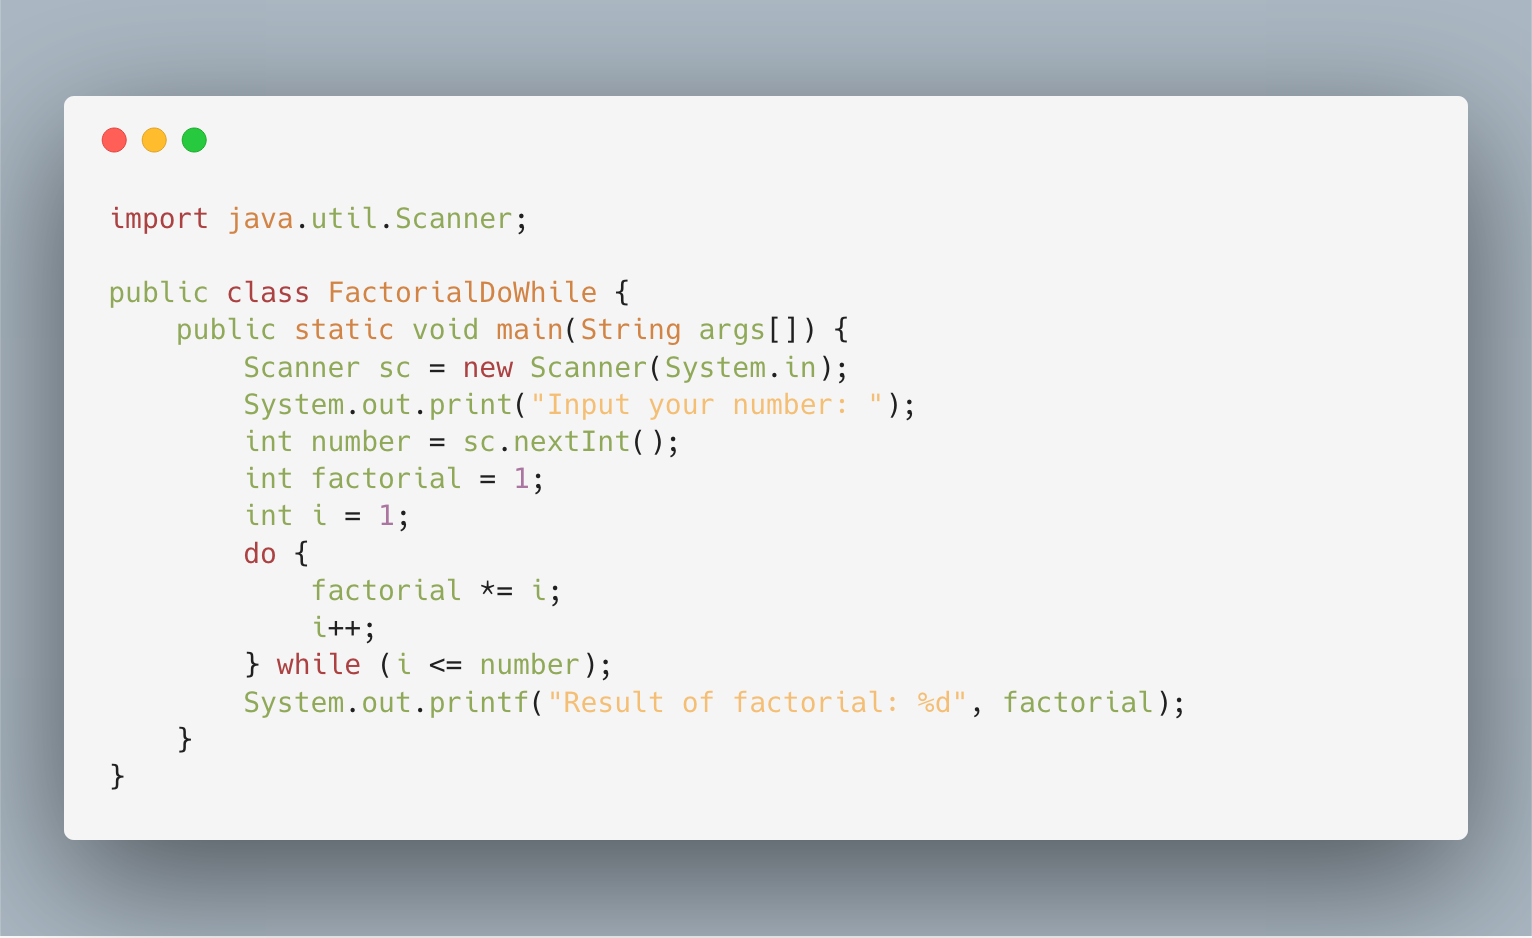 import java.util.Scanner;

public class FactorialDoWhile {
    public static void main(String args[]) {
        Scanner sc = new Scanner(System.in);
        System.out.print("Input your number: ");
        int number = sc.nextInt();
        int factorial = 1;
        int i = 1;
        do {
            factorial *= i;
            i++;
        } while (i <= number);
        System.out.printf("Result of factorial: %d", factorial);
    }
}